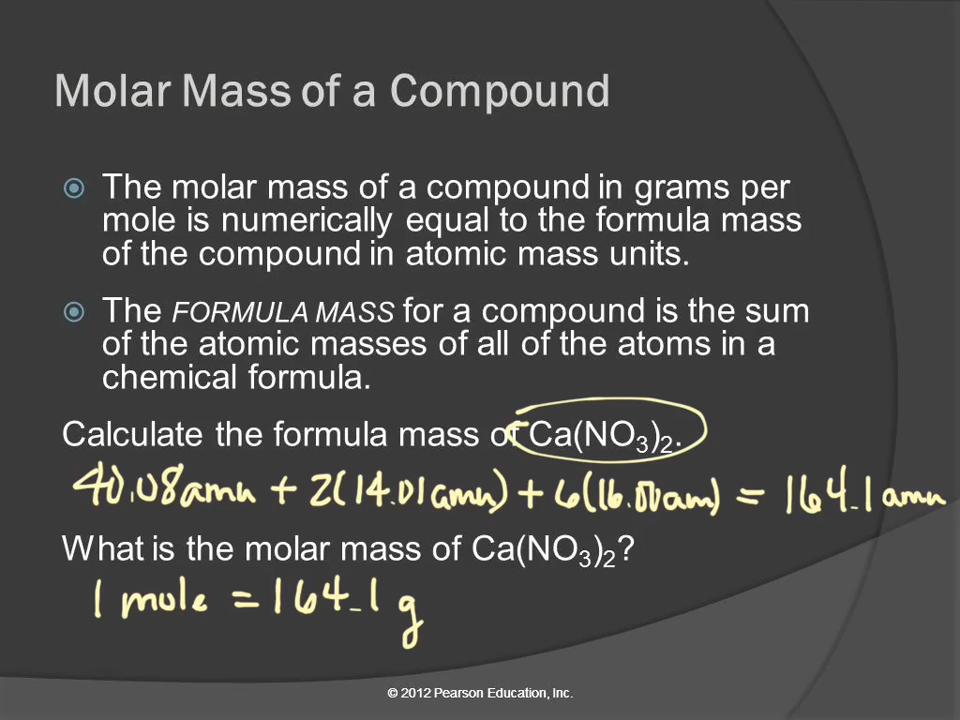 Molar Mass of a Compound
The molar mass of a compound in grams per
mole is numerically equal to the formula mass
of the compound in atomic mass units.
The FORMULA MASS for a compound is the sum
of the atomic masses of all of the atoms in a
chemical formula.
Calculate the formula mass of Ca(NO₃)₂.
40.08amu + 2(14.01amu) + 6(16.00am) = 164.1amu
What is the molar mass of Ca(NO₃)₂?
1 mole = 164.1 g
© 2012 Pearson Education, Inc.